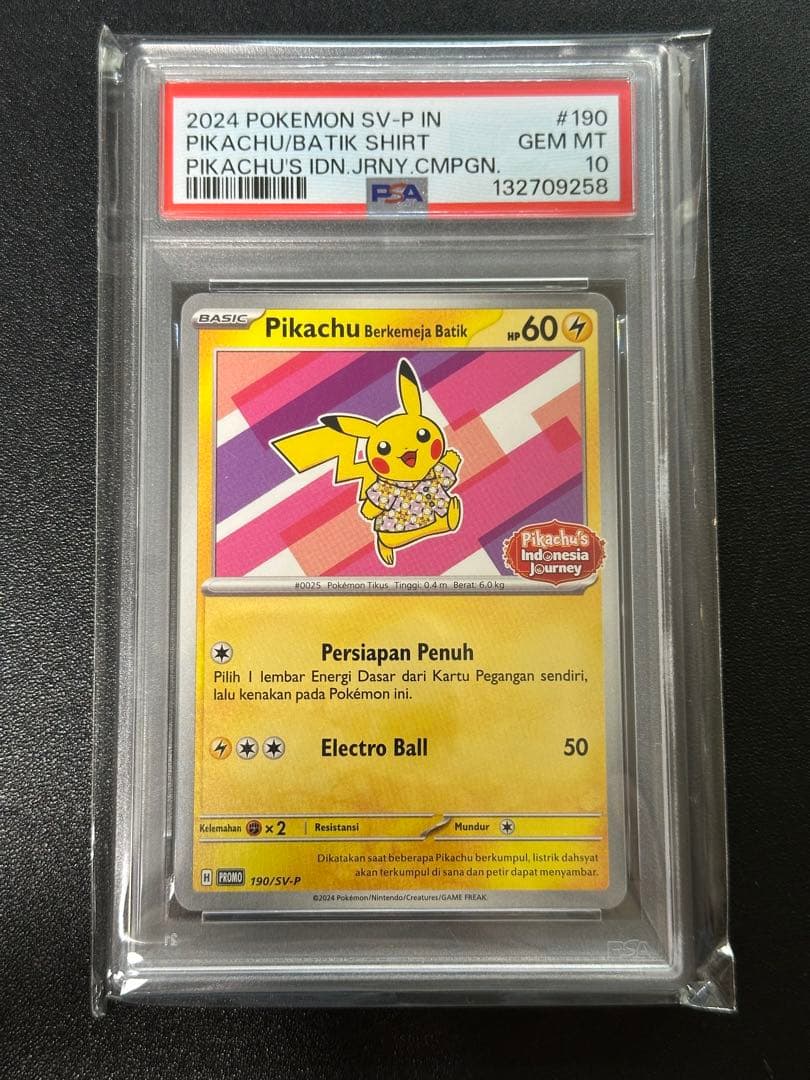 2024 POKEMON SV-P IN #190
PIKACHU/BATIK SHIRT GEM MT
PIKACHU'S IDN.JRNY.CMPGN. 10
PSA 132709258
BASIC Pikachu Berkemeja Batik HP 60
Pikachu's
Indonesia
Journey
#0025 Pokémon Tikus Tinggi: 0.4 m Berat: 6.0 kg
Persiapan Penuh
Pilih 1 lembar Energi Dasar dari Kartu Pegangan sendiri,
lalu kenakan pada Pokémon ini.
Electro Ball 50
Kelemahan ×2 Resistansi Mundur
Dikatakan saat beberapa Pikachu berkumpul, listrik dahsyat
akan terkumpul di sana dan petir dapat menyambar.
H PROMO 190/SV-P
©2024 Pokémon/Nintendo/Creatures/GAME FREAK.
PSA